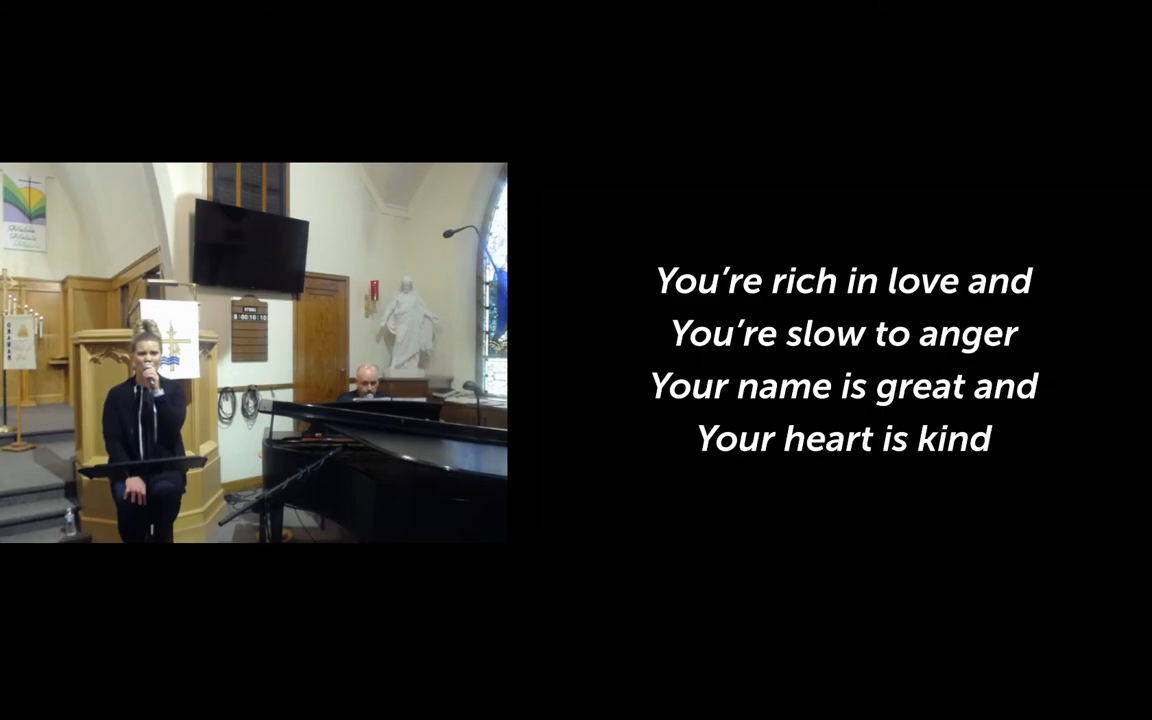 You're rich in love and
You're slow to anger
Your name is great and
Your heart is kind